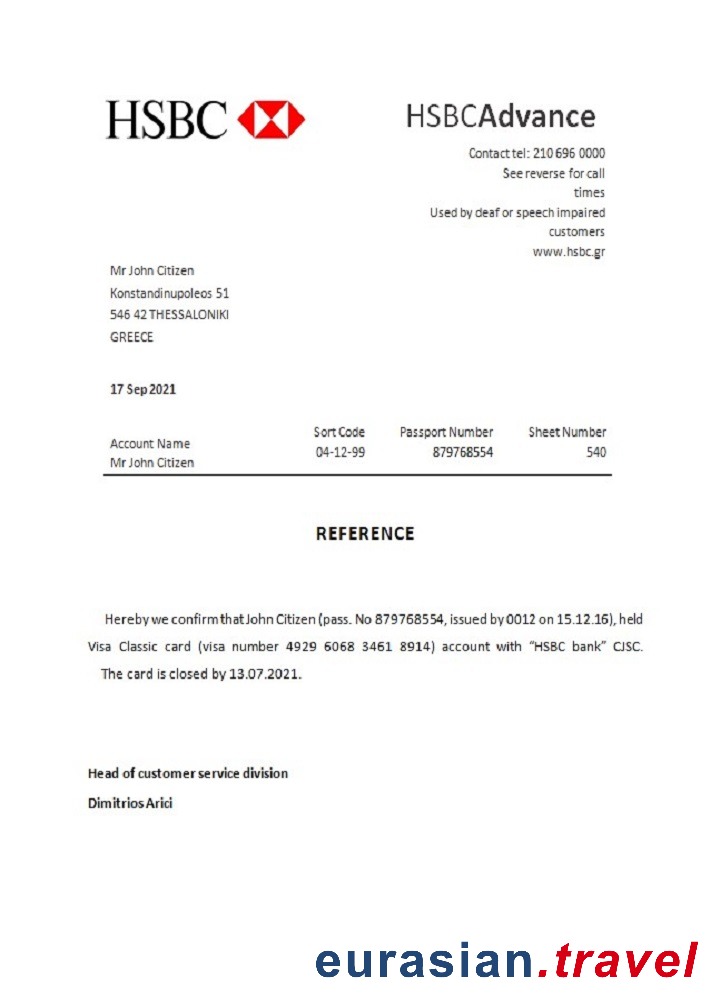 HSBC
HSBCAdvance
Contact tel: 210 696 0000
See reverse for call
times
Used by deaf or speech impaired
customers
www.hsbc.gr
Mr John Citizen
Konstandinupoleos 51
546 42 THESSALONIKI
GREECE
17 Sep 2021
Sort Code Passport Number Sheet Number
Account Name 04-12-99 879768554 540
Mr John Citizen
REFERENCE
Hereby we confirm that John Citizen (pass. No 879768554, issued by 0012 on 15.12.16), held
Visa Classic card (visa number 4929 6068 3461 8914) account with “HSBC bank” CJSC.
The card is closed by 13.07.2021.
Head of customer service division
Dimitrios Arici
eurasian.travel